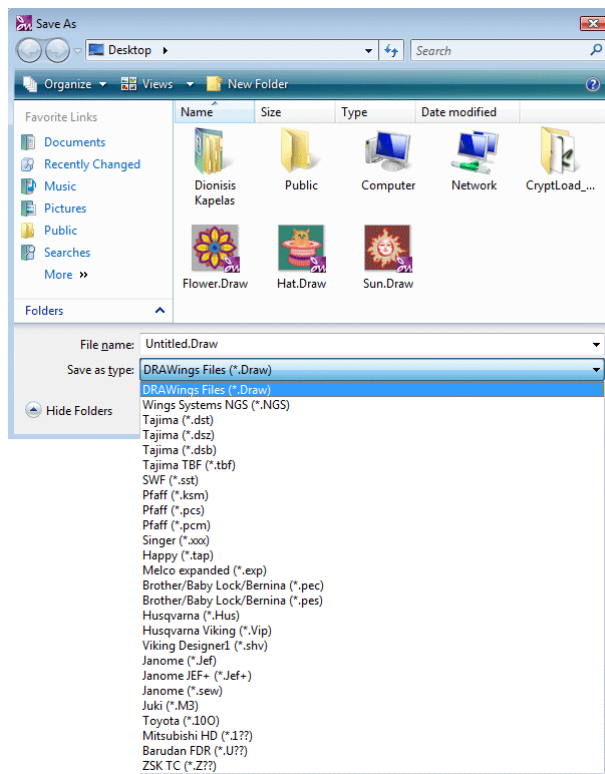 Save As
Desktop
Search
Organize Views New Folder
Favorite Links
Documents
Recently Changed
Music
Pictures
Public
Searches
More »
Folders
Name Size Type Date modified
Dionisis Kapelas
Public
Computer
Network
CryptLoad_...
Flower.Draw
Hat.Draw
Sun.Draw
File name: Untitled.Draw
Save as type: DRAWings Files (*.Draw)
Hide Folders
DRAWings Files (*.Draw)
Wings Systems NGS (*.NGS)
Tajima (*.dst)
Tajima (*.dsz)
Tajima (*.dsb)
Tajima TBF (*.tbf)
SWF (*.sst)
Pfaff (*.ksm)
Pfaff (*.pcs)
Pfaff (*.pcm)
Singer (*.xxx)
Happy (*.tap)
Melco expanded (*.exp)
Brother/Baby Lock/Bernina (*.pec)
Brother/Baby Lock/Bernina (*.pes)
Husqvarna (*.Hus)
Husqvarna Viking (*.Vip)
Viking Designer1 (*.shv)
Janome (*.Jef)
Janome JEF+ (*.Jef+)
Janome (*.sew)
Juki (*.M3)
Toyota (*.10O)
Mitsubishi HD (*.1??)
Barudan FDR (*.U??)
ZSK TC (*.Z??)